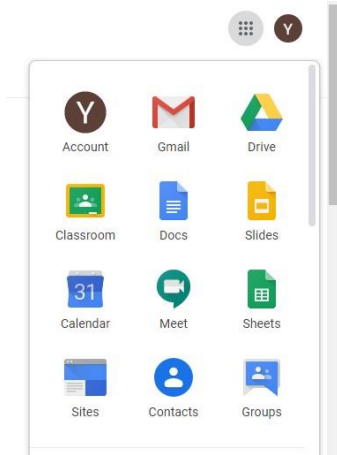 Y
Y
Account Gmail Drive
Classroom Docs Slides
31
Calendar Meet Sheets
Sites Contacts Groups